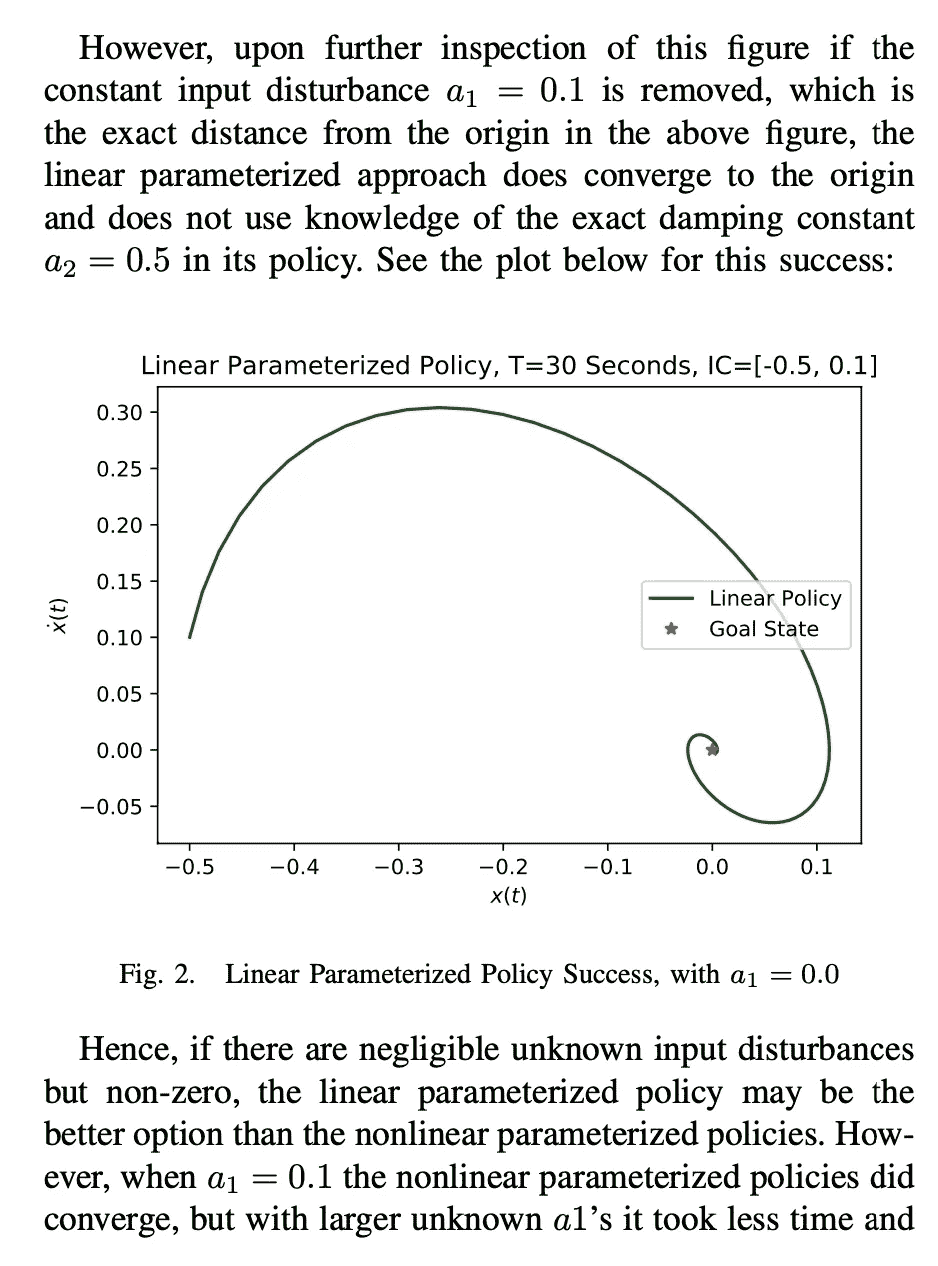 However, upon further inspection of this figure if the
constant input disturbance a₁ = 0.1 is removed, which is
the exact distance from the origin in the above figure, the
linear parameterized approach does converge to the origin
and does not use knowledge of the exact damping constant
a₂ = 0.5 in its policy. See the plot below for this success:
Linear Parameterized Policy, T=30 Seconds, IC=[-0.5, 0.1]
0.30
0.25
0.20
0.15
0.10
0.05
0.00
−0.05
ẋ(t)
Linear Policy
Goal State
−0.5 −0.4 −0.3 −0.2 −0.1 0.0 0.1
x(t)
Fig. 2. Linear Parameterized Policy Success, with a₁ = 0.0
Hence, if there are negligible unknown input disturbances
but non-zero, the linear parameterized policy may be the
better option than the nonlinear parameterized policies. How-
ever, when a₁ = 0.1 the nonlinear parameterized policies did
converge, but with larger unknown a1's it took less time and